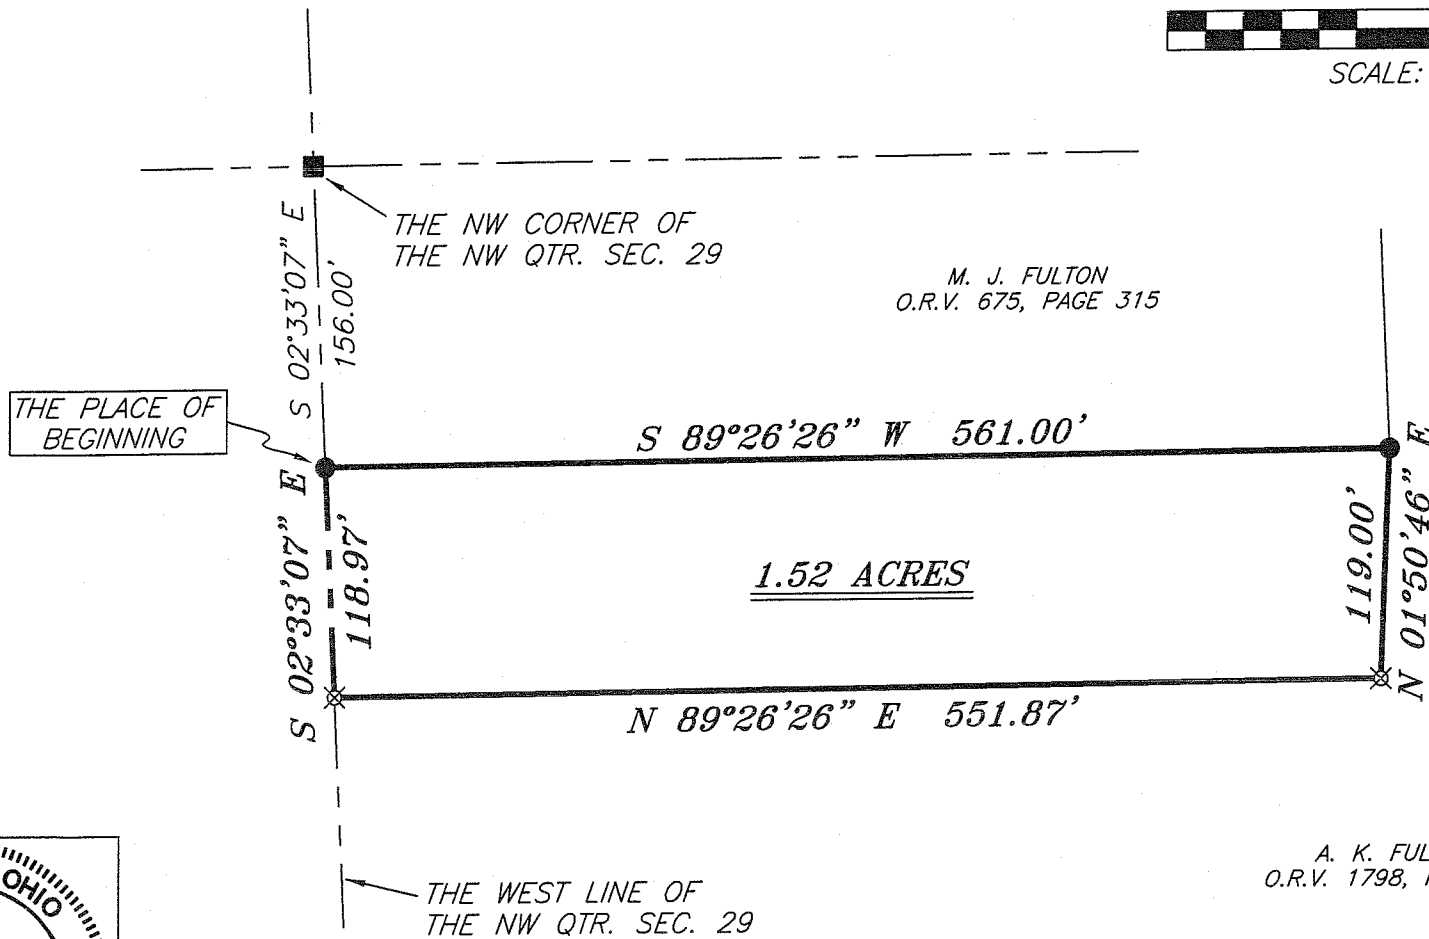 SCALE:
THE NW CORNER OF
THE NW QTR. SEC. 29
S 02°33'07" E
156.00'
M. J. FULTON
O.R.V. 675, PAGE 315
THE PLACE OF
BEGINNING
S 89°26'26" W 561.00'
S 02°33'07" E
118.97'
1.52 ACRES
119.00'
N 01°50'46" E
N 89°26'26" E 551.87'
A. K. FUL
O.R.V. 1798,
OHIO
THE WEST LINE OF
THE NW QTR. SEC. 29